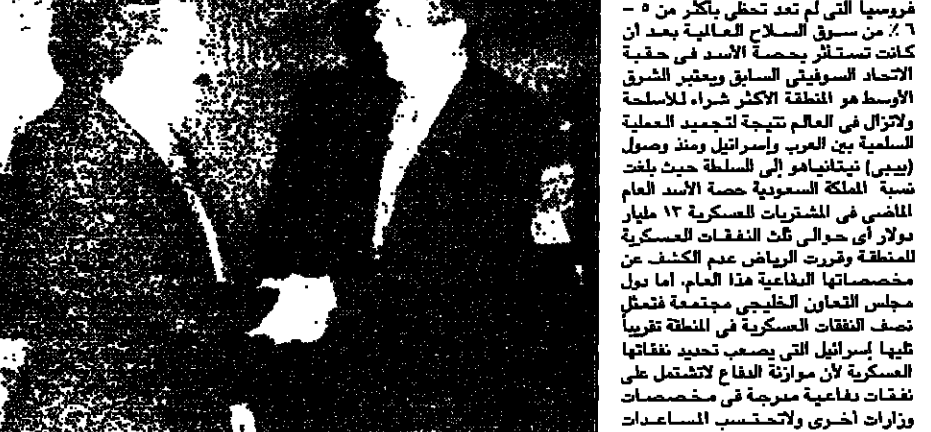 فروسيا التى لم تعد تحظى بأكثر من ٥ –
٦ ٪ من سوق السلاح العالمية بعد أن
كانت تستأثر بحصة الأسد فى حقبة
الاتحاد السوفيتى السابق ويعتبر الشرق
الأوسط هو المنطقة الاكثر شراء للاسلحة
ولاتزال فى العالم نتيجة لتجميد العملية
السلمية بين العرب وإسرائيل ومنذ وصول
(بيبى) نيتانياهو إلى السلطة حيث بلغت
نسبة المملكة السعودية حصة الأسد العام
الماضى فى المشتريات العسكرية ١٣ مليار
دولار أى حوالى ثلث النفقات العسكرية
للمنطقة وقررت الرياض عدم الكشف عن
مخصصاتها الدفاعية هذا العام، أما دول
مجلس التعاون الخليجى مجتمعة فتمثل
نصف النفقات العسكرية فى المنطقة تقريباً
تليها إسرائيل التى يصعب تحديد نفقاتها
العسكرية لأن موازنة الدفاع لاتشتمل على
نفقات دفاعية مدرجة فى مخصصات
وزارات أخرى ولاتحتسب المساعدات